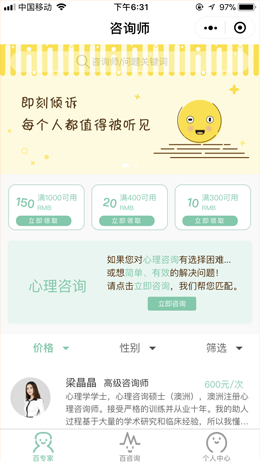 中国移动
下午6:31
97%
咨询师
咨询师/问题关键词
即刻倾诉
每个人都值得被听见
150 满1000可用
RMB
立即领取
20 满400可用
RMB
立即领取
10 满300可用
RMB
立即领取
心理咨询
如果您对心理咨询有选择困难...
或想简单、有效的解决问题！
请点击立即咨询，我们帮您匹配。
立即咨询
价格
性别
筛选
梁晶晶 高级咨询师
600元/次
心理学学士，心理咨询硕士（澳洲），澳洲注册心
理咨询师。接受严格的训练并从业十年。我的助人
过程基于大量的学术研究和临床经验，所以我懂...
百专家
百咨询
个人中心